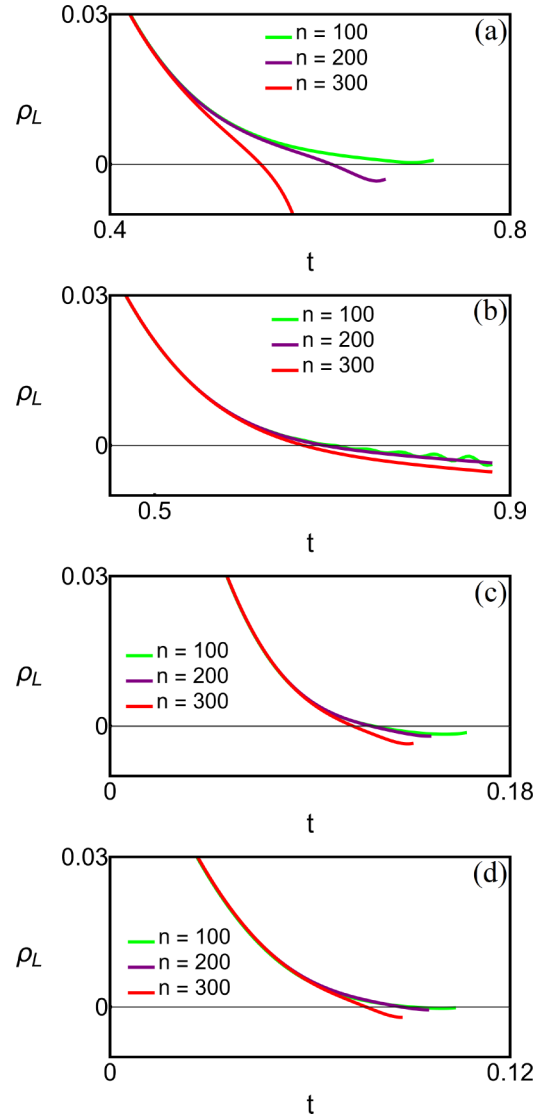 0.03
(a)
n = 100
n = 200
n = 300
ρL
0
0.4
0.8
t
0.03
(b)
n = 100
n = 200
n = 300
ρL
0
0.5
0.9
t
0.03
(c)
n = 100
n = 200
n = 300
ρL
0
0
0.18
t
0.03
(d)
n = 100
n = 200
n = 300
ρL
0
0
0.12
t